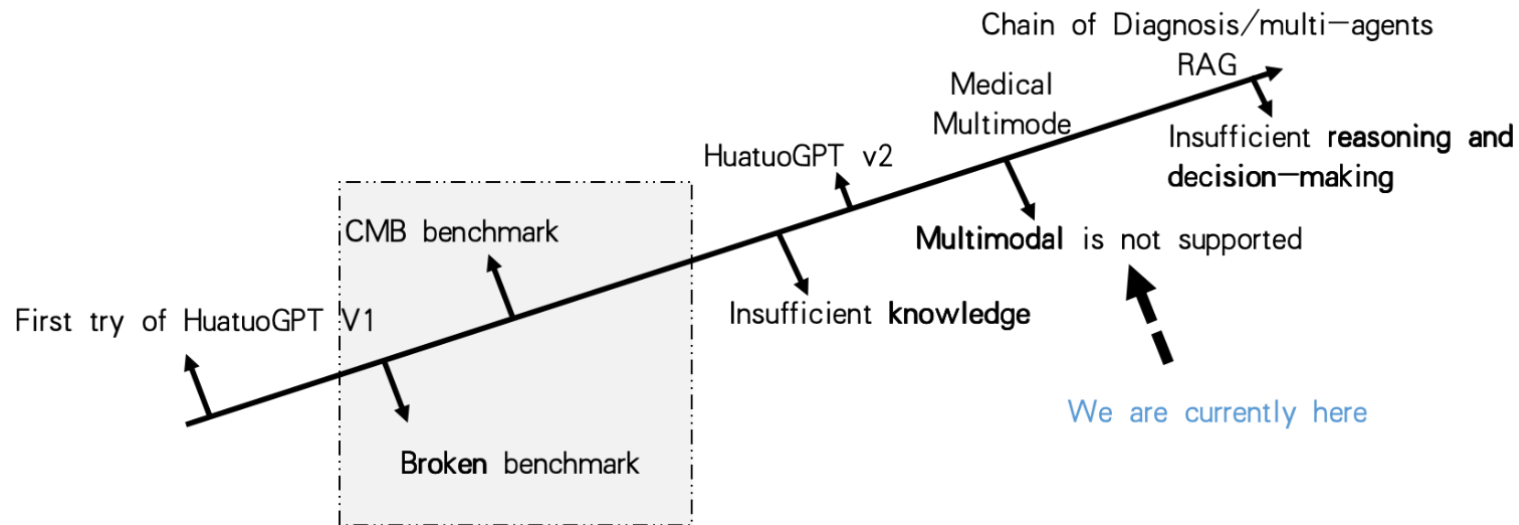 Chain of Diagnosis/multi-agents
RAG
Medical
Multimode
Insufficient reasoning and
decision-making
HuatuoGPT v2
CMB benchmark
Multimodal is not supported
First try of HuatuoGPT V1
Insufficient knowledge
We are currently here
Broken benchmark